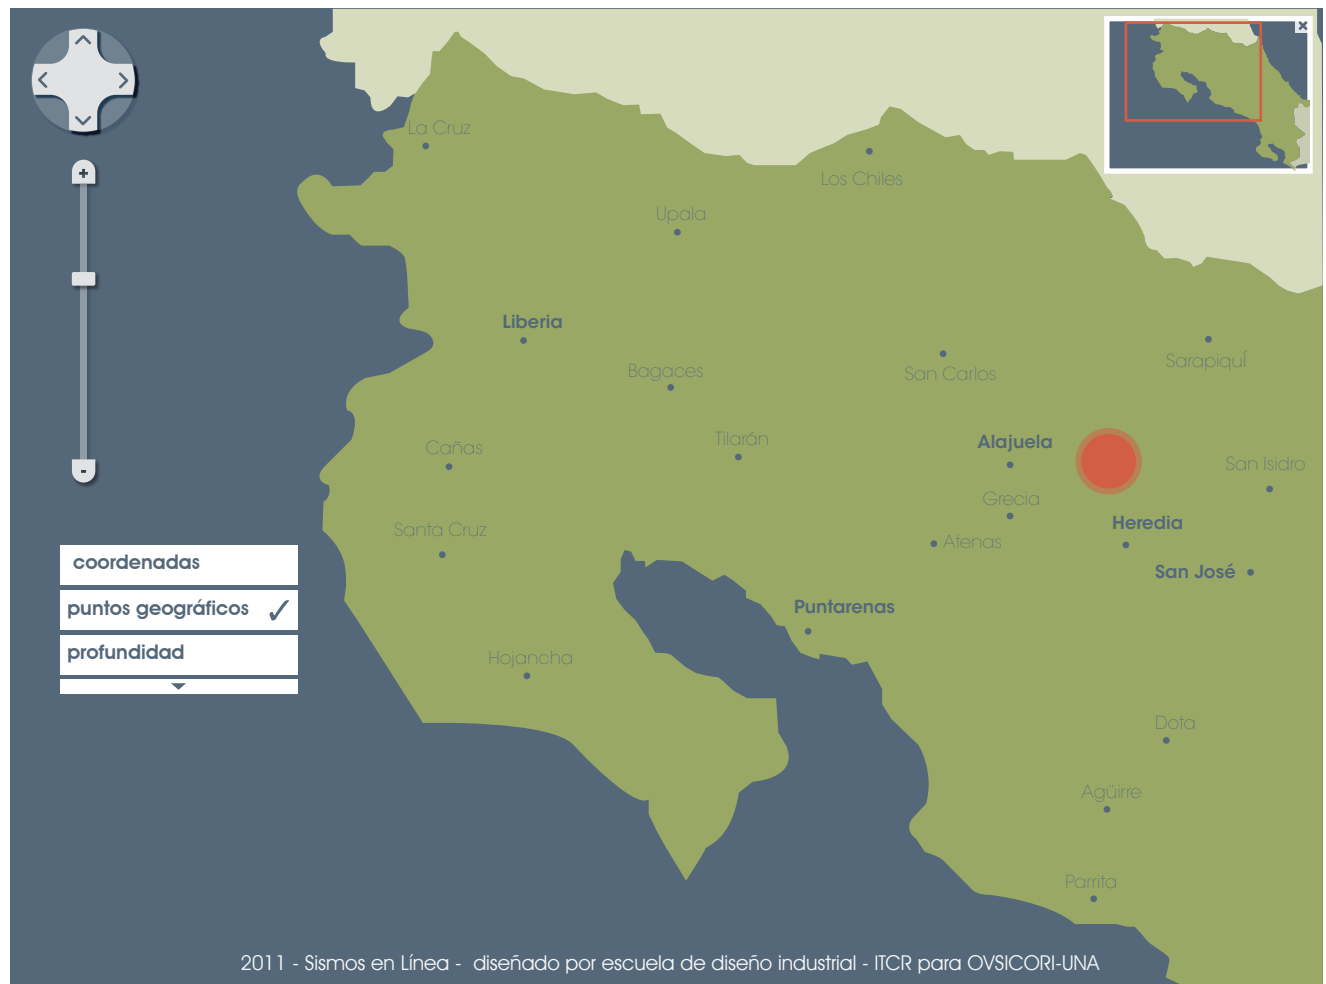 La Cruz
Los Chiles
Upala
Liberia
Bagaces
San Carlos
SarapiquÍ
Cañas
Tilarán
Alajuela
San Isidro
Grecia
Santa Cruz
Heredia
Atenas
San José
+
-
coordenadas
puntos geográficos ✓
profundidad
Puntarenas
Hojancha
Dota
Agüirre
Parrita
2011 - Sismos en Línea - diseñado por escuela de diseño industrial - ITCR para OVSICORI-UNA